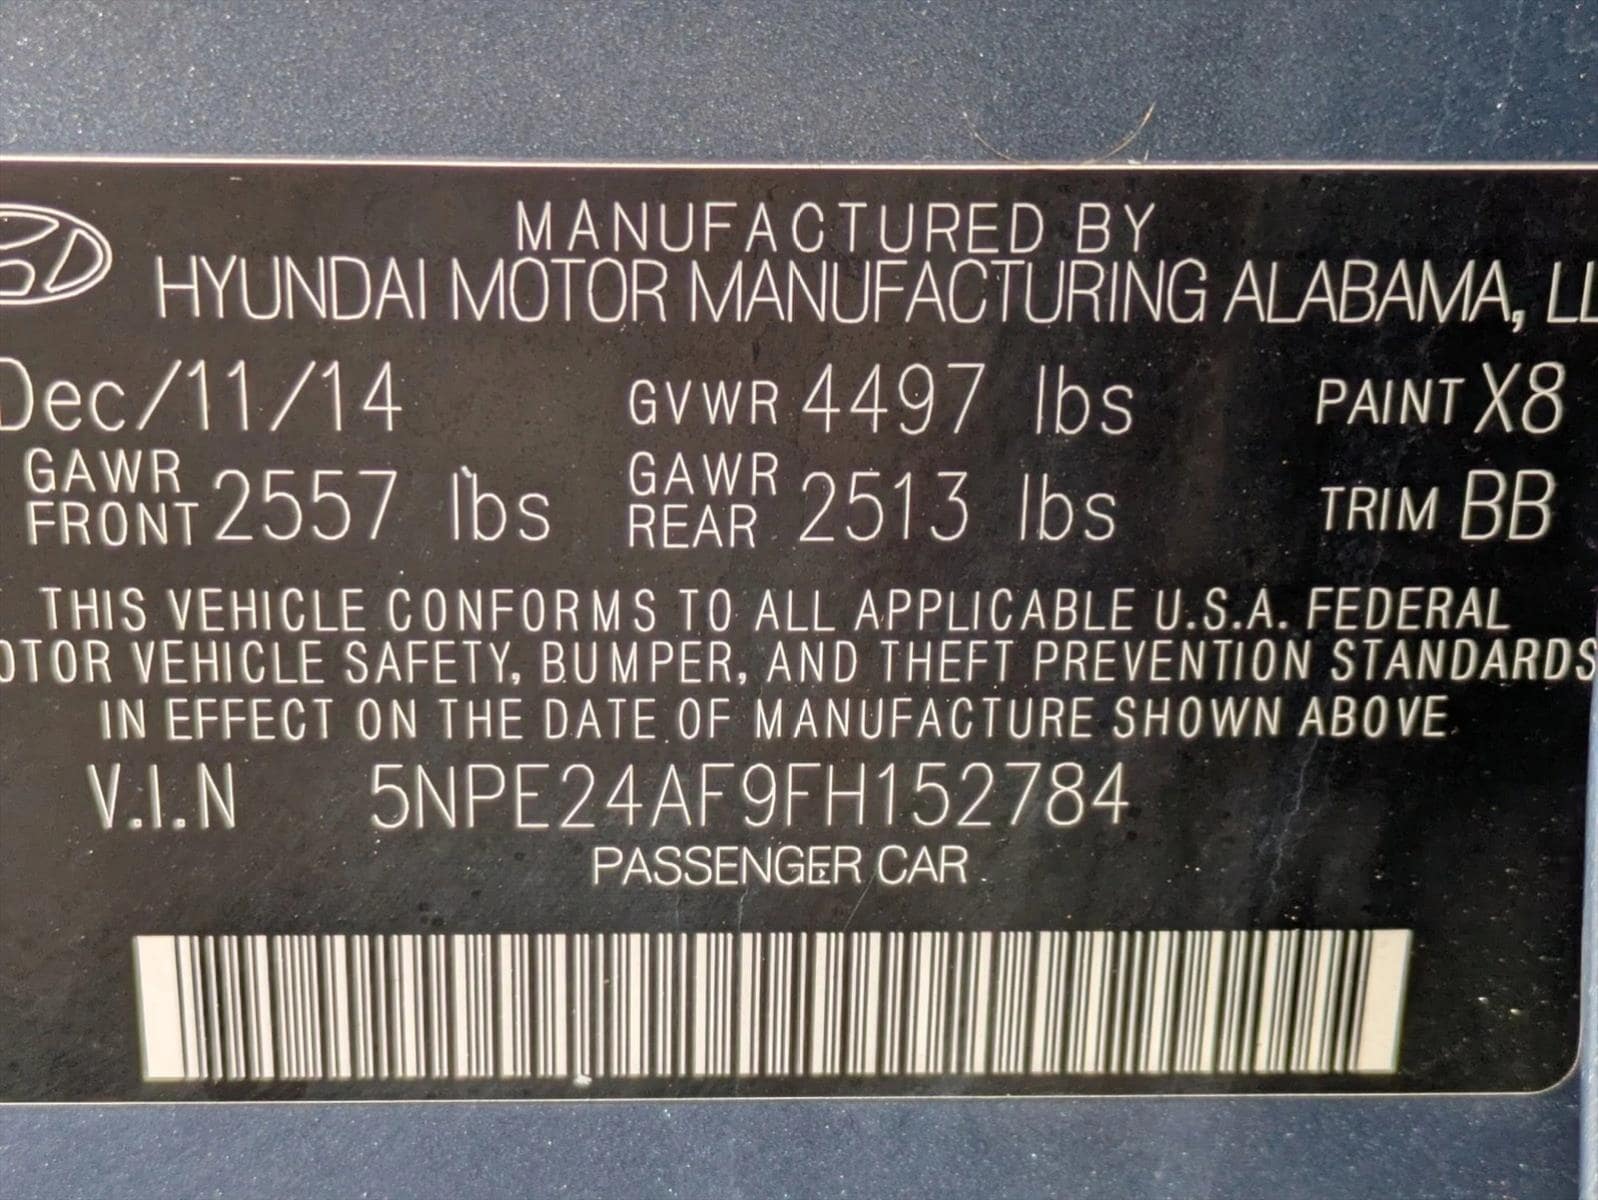 MANUFACTURED BY
HYUNDAI MOTOR MANUFACTURING ALABAMA, LL
Dec/11/14 GVWR 4497 lbs PAINT X8
GAWR FRONT 2557 lbs GAWR REAR 2513 lbs TRIM BB
THIS VEHICLE CONFORMS TO ALL APPLICABLE U.S.A. FEDERAL
OTOR VEHICLE SAFETY, BUMPER, AND THEFT PREVENTION STANDARDS
IN EFFECT ON THE DATE OF MANUFACTURE SHOWN ABOVE.
V.I.N 5NPE24AF9FH152784
PASSENGER CAR